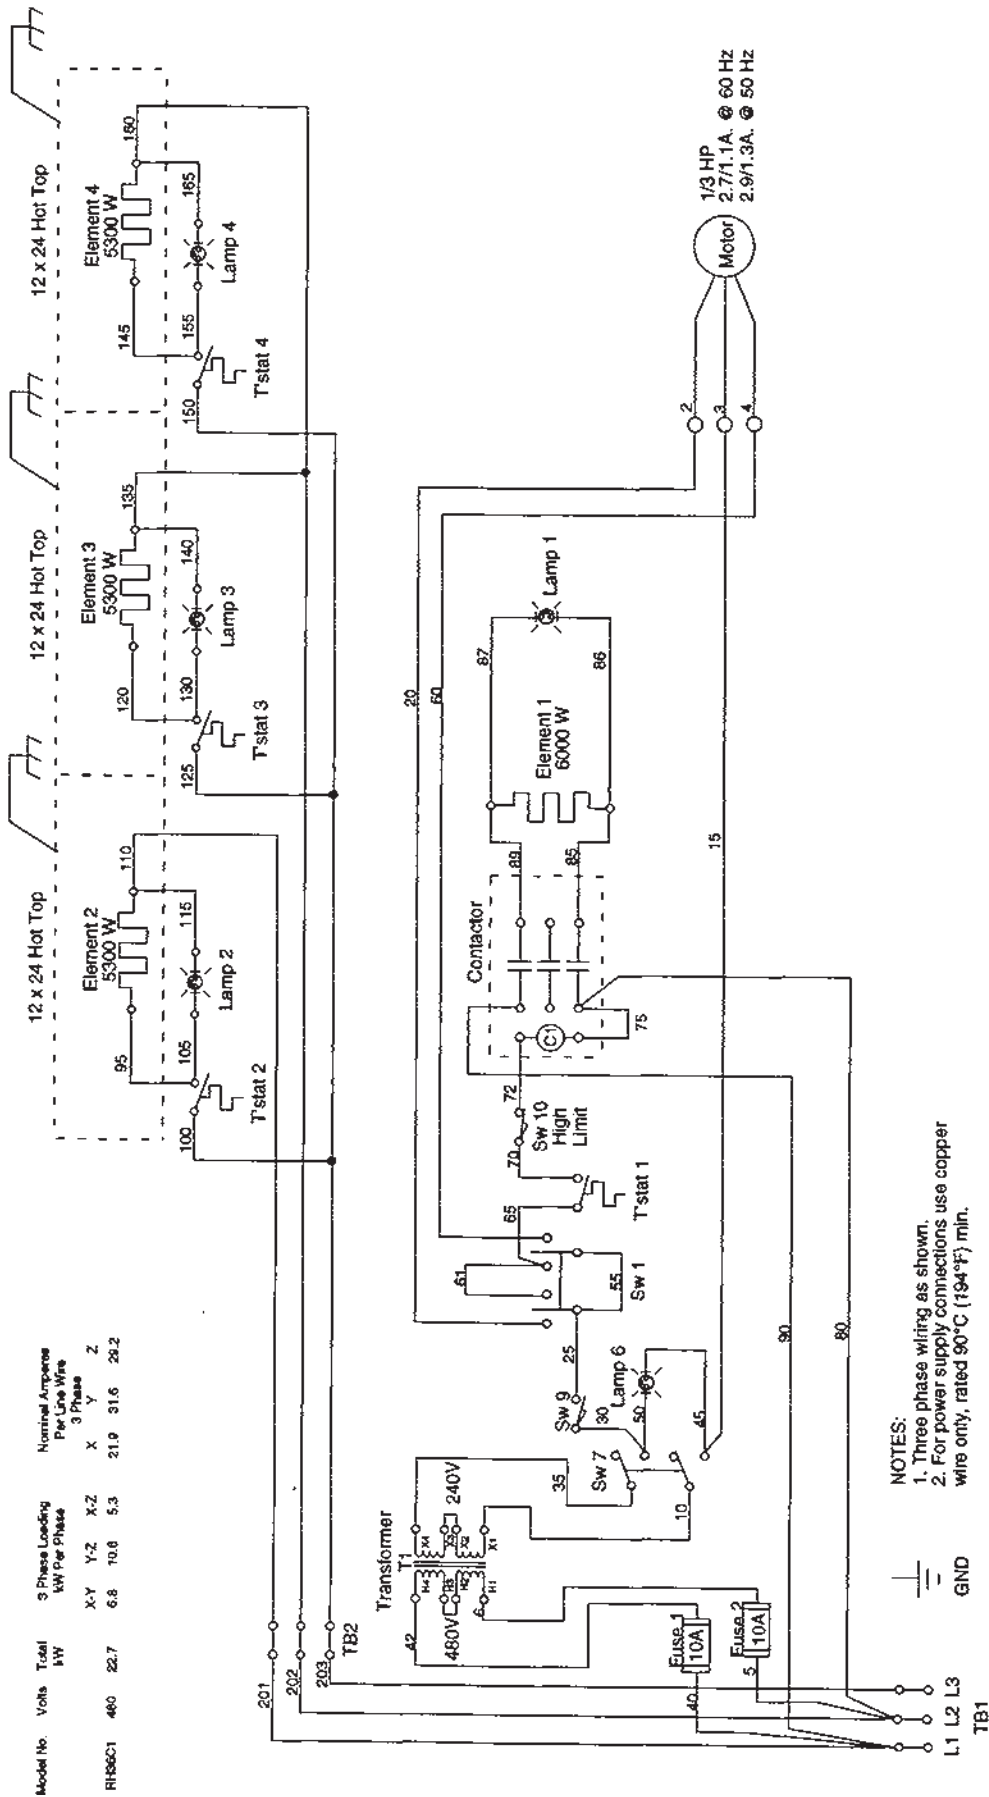 Model No. Volts Total kW 3 Phase Loading kW Per Phase Nominal Amperes Per Line Wire 3 Phase
X-Y Y-Z X-Z X Y Z
RH36C1 480 22.7 6.8 10.6 5.3 21.9 31.6 29.2
12 x 24 Hot Top
12 x 24 Hot Top
12 x 24 Hot Top
Element 2
5300 W
95
110
115
105
Lamp 2
100
T'stat 2
Element 3
5300 W
120
135
140
130
Lamp 3
125
T'stat 3
Element 4
5300 W
145
160
165
155
Lamp 4
150
T'stat 4
201
202
203
TB2
Transformer
T1
42
480V
H4
H3
H2
H1
X4
X3
X2
X1
240V
6
35
Sw 7
10
Sw 9
30
50
Lamp 6
45
25
61
55
Sw 1
65
T'stat 1
70
Sw 10
High
Limit
72
C1
75
Contactor
89
85
Element 1
6000 W
87
86
Lamp 1
20
60
15
2
3
4
Motor
1/3 HP
2.7/1.1A. @ 60 Hz
2.9/1.3A. @ 50 Hz
Fuse 1
10A
Fuse 2
10A
40
5
90
80
L1 L2 L3
TB1
GND
NOTES:
1. Three phase wiring as shown.
2. For power supply connections use copper
wire only, rated 90°C (194°F) min.